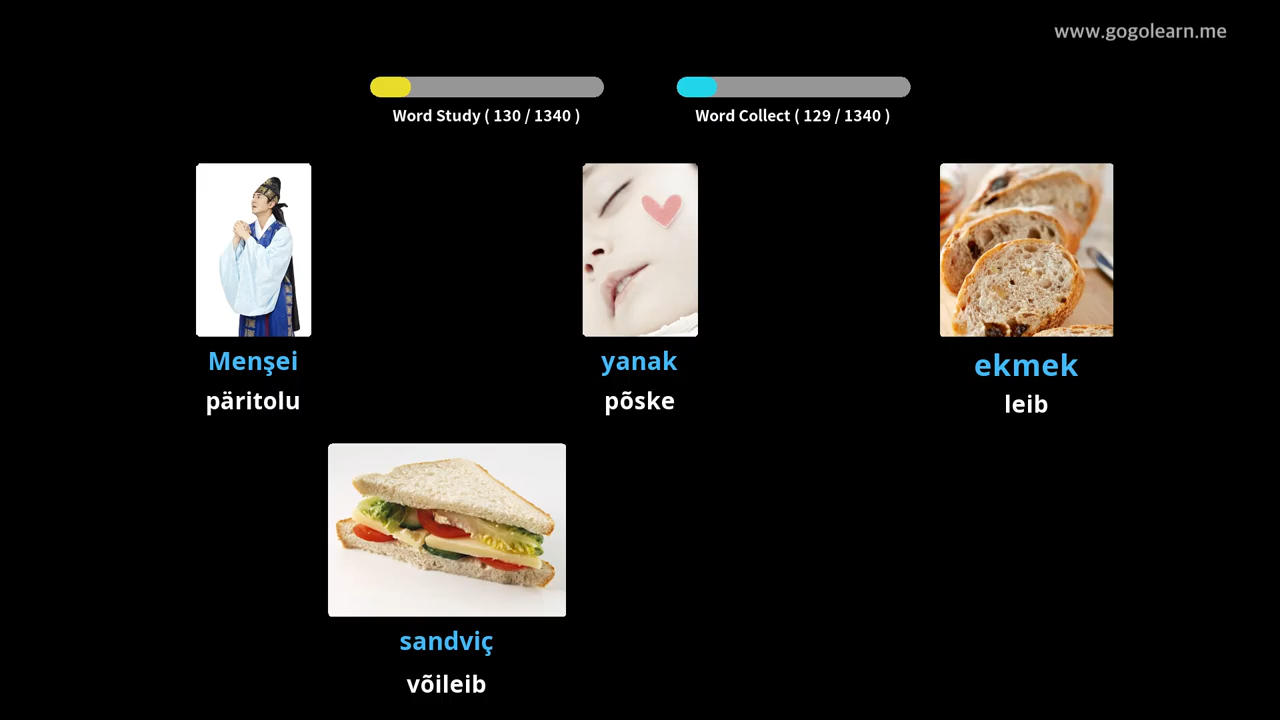 www.gogolearn.me
Word Study ( 130 / 1340 )
Word Collect ( 129 / 1340 )
Menşei
päritolu
yanak
põske
ekmek
leib
sandviç
võileib